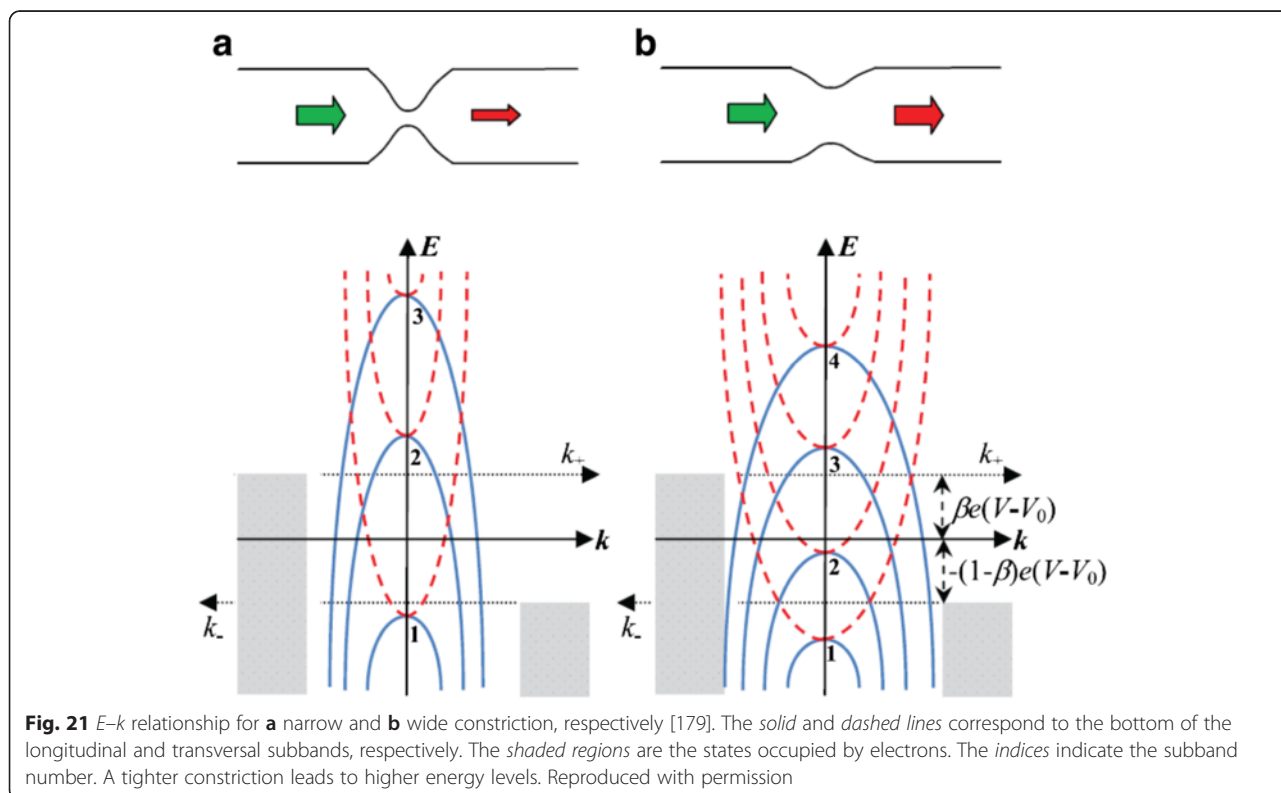 a
b
E
E
3
2
1
k₊
k₋
4
3
2
1
k₊
k
k
k₋
βe(V-V₀)
-(1-β)e(V-V₀)
Fig. 21 E–k relationship for a narrow and b wide constriction, respectively [179]. The solid and dashed lines correspond to the bottom of the
longitudinal and transversal subbands, respectively. The shaded regions are the states occupied by electrons. The indices indicate the subband
number. A tighter constriction leads to higher energy levels. Reproduced with permission